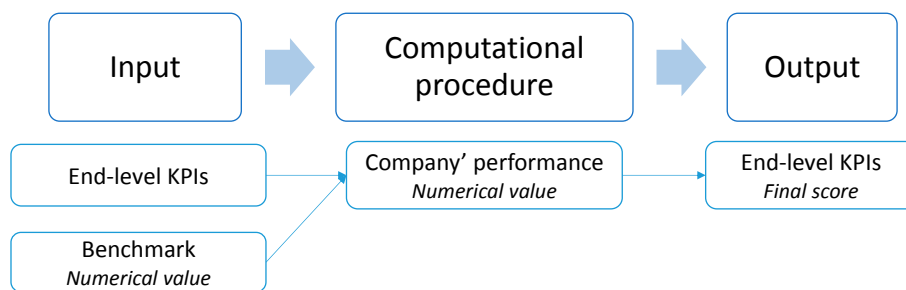 Input
Computational
procedure
Output
End-level KPIs
Company’ performance
Numerical value
End-level KPIs
Final score
Benchmark
Numerical value